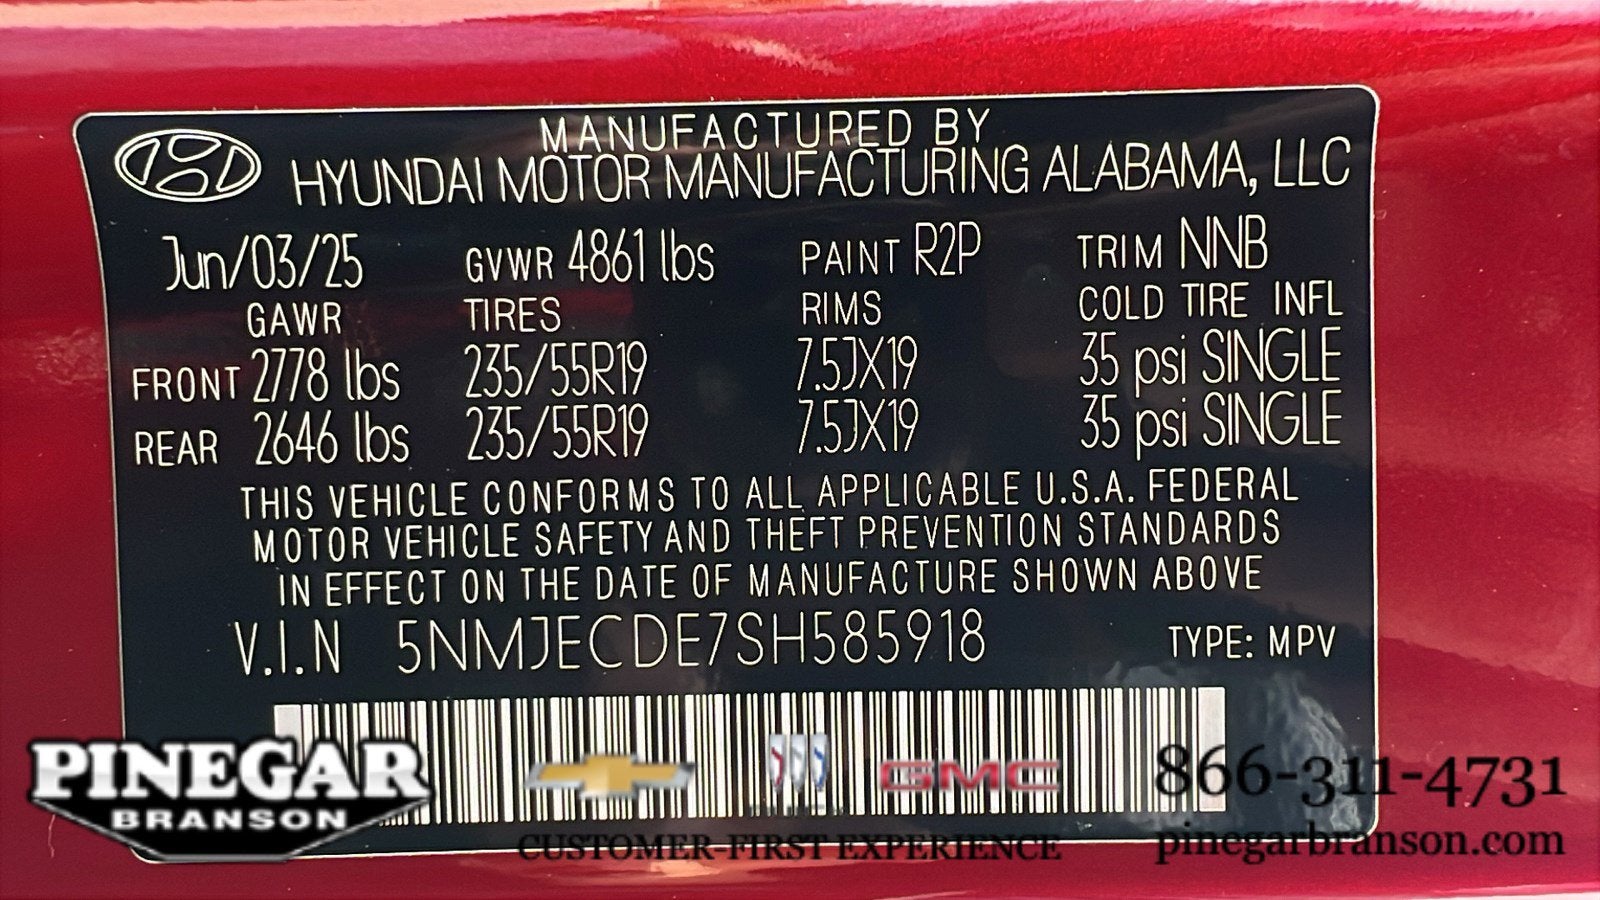 MANUFACTURED BY
HYUNDAI MOTOR MANUFACTURING ALABAMA, LLC
Jun/03/25 GVWR 4861 lbs PAINT R2P TRIM NNB
GAWR TIRES RIMS COLD TIRE INFL
FRONT 2778 lbs 235/55R19 7.5JX19 35 psi SINGLE
REAR 2646 lbs 235/55R19 7.5JX19 35 psi SINGLE
THIS VEHICLE CONFORMS TO ALL APPLICABLE U.S.A. FEDERAL
MOTOR VEHICLE SAFETY AND THEFT PREVENTION STANDARDS
IN EFFECT ON THE DATE OF MANUFACTURE SHOWN ABOVE
V.I.N 5NMJECDE7SH585918 TYPE: MPV
PINEGAR
BRANSON
GMC
866-311-4731
CUSTOMER-FIRST EXPERIENCE
pinegarbranson.com